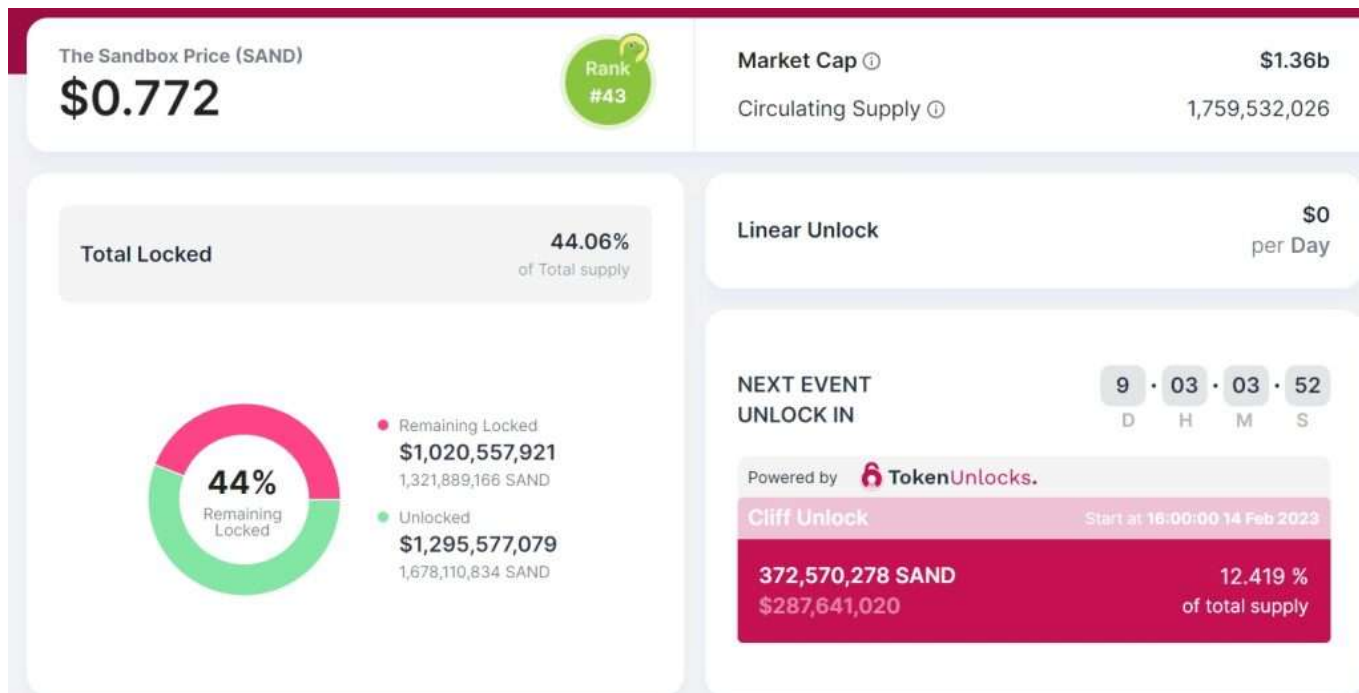 The Sandbox Price (SAND)
$0.772
Rank
#43
Market Cap
$1.36b
Circulating Supply
1,759,532,026
Total Locked
44.06%
of Total supply
44%
Remaining
Locked
Remaining Locked
$1,020,557,921
1,321,889,166 SAND
Unlocked
$1,295,577,079
1,678,110,834 SAND
Linear Unlock
$0
per Day
NEXT EVENT
UNLOCK IN
9 · 03 · 03 · 52
D H M S
Powered by TokenUnlocks.
Cliff Unlock
Start at 16:00:00 14 Feb 2023
372,570,278 SAND
12.419 %
$287,641,020
of total supply